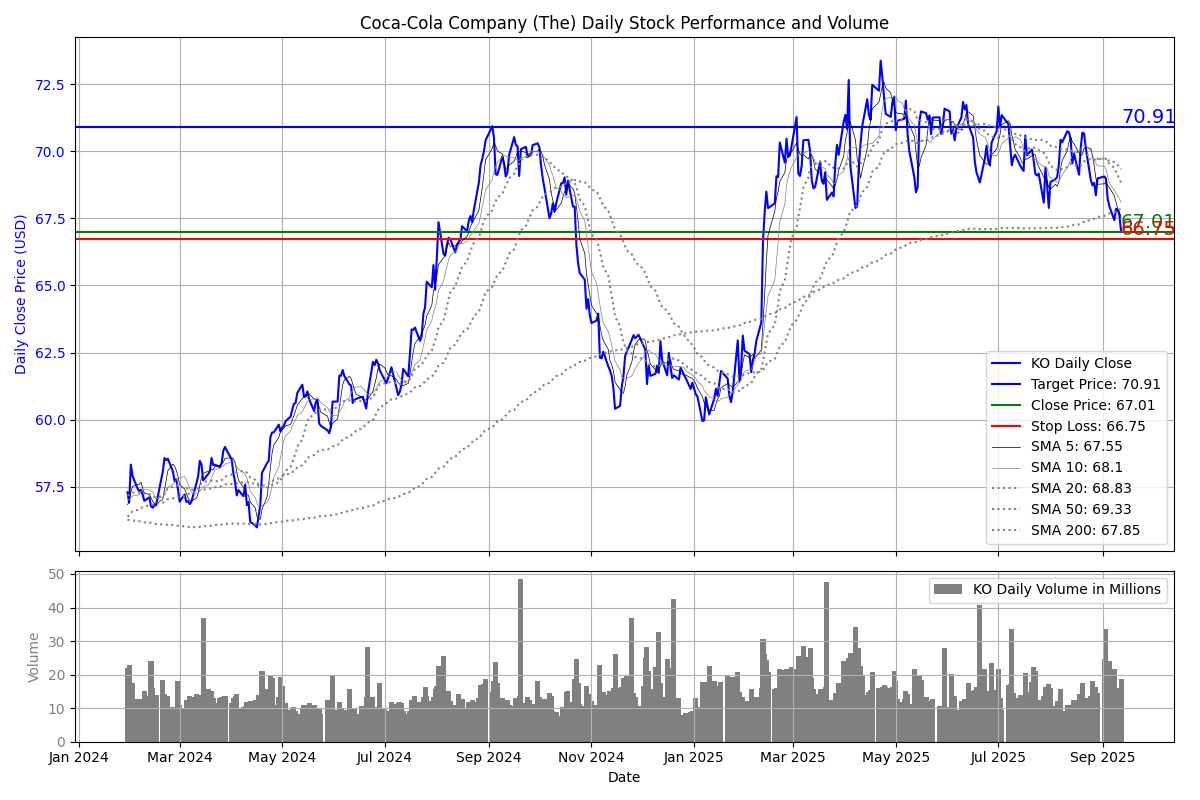 Coca-Cola Company (The) Daily Stock Performance and Volume
Daily Close Price (USD)
72.5
70.0
67.5
65.0
62.5
60.0
57.5
70.91
67.01
66.75
KO Daily Close
Target Price: 70.91
Close Price: 67.01
Stop Loss: 66.75
SMA 5: 67.55
SMA 10: 68.1
SMA 20: 68.83
SMA 50: 69.33
SMA 200: 67.85
Volume
50
40
30
20
10
0
KO Daily Volume in Millions
Jan 2024
Mar 2024
May 2024
Jul 2024
Sep 2024
Nov 2024
Jan 2025
Mar 2025
May 2025
Jul 2025
Sep 2025
Date